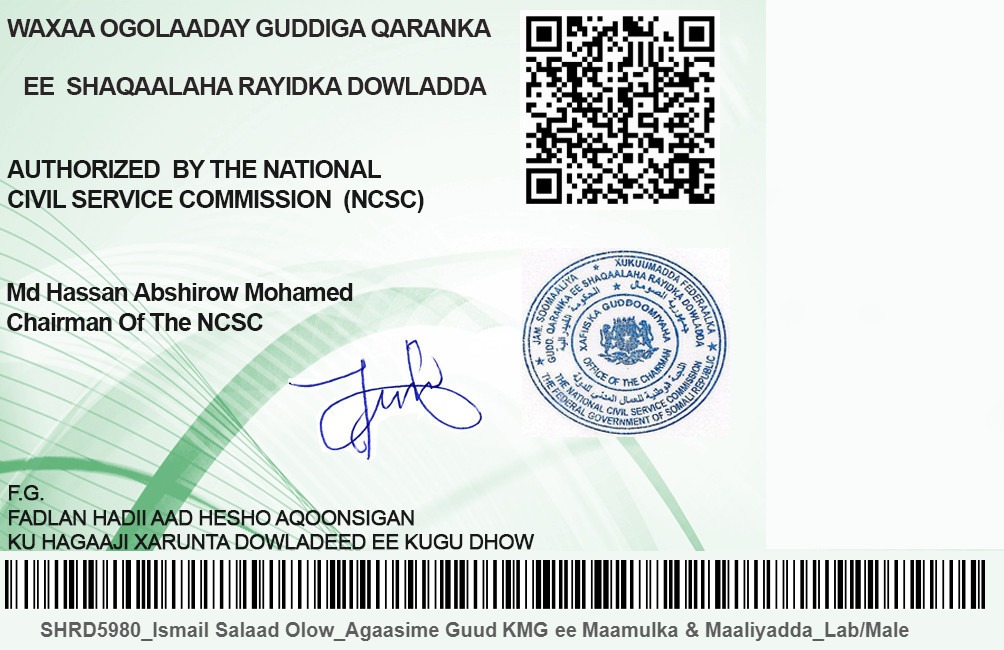 WAXAA OGOLAADAY GUDDIGA QARANKA
EE SHAQAALAHA RAYIDKA DOWLADDA
AUTHORIZED BY THE NATIONAL
CIVIL SERVICE COMMISSION (NCSC)
Md Hassan Abshirow Mohamed
Chairman Of The NCSC
JAM. SOOMAALIYA ★ XUKUUMADDA FEDERAALKA
GUDD. QARANKA EE SHAQAALAHA RAYIDKA DOWLADDA
جمهورية الصومال
XAFIISKA GUDDOOMIYAHA
OFFICE OF THE CHAIRMAN
THE NATIONAL CIVIL SERVICE COMMISSION
THE FEDERAL GOVERNMENT OF SOMALI REPUBLIC
F.G.
FADLAN HADII AAD HESHO AQOONSIGAN
KU HAGAAJI XARUNTA DOWLADEED EE KUGU DHOW
SHRD5980_Ismail Salaad Olow_Agaasime Guud KMG ee Maamulka & Maaliyadda_Lab/Male